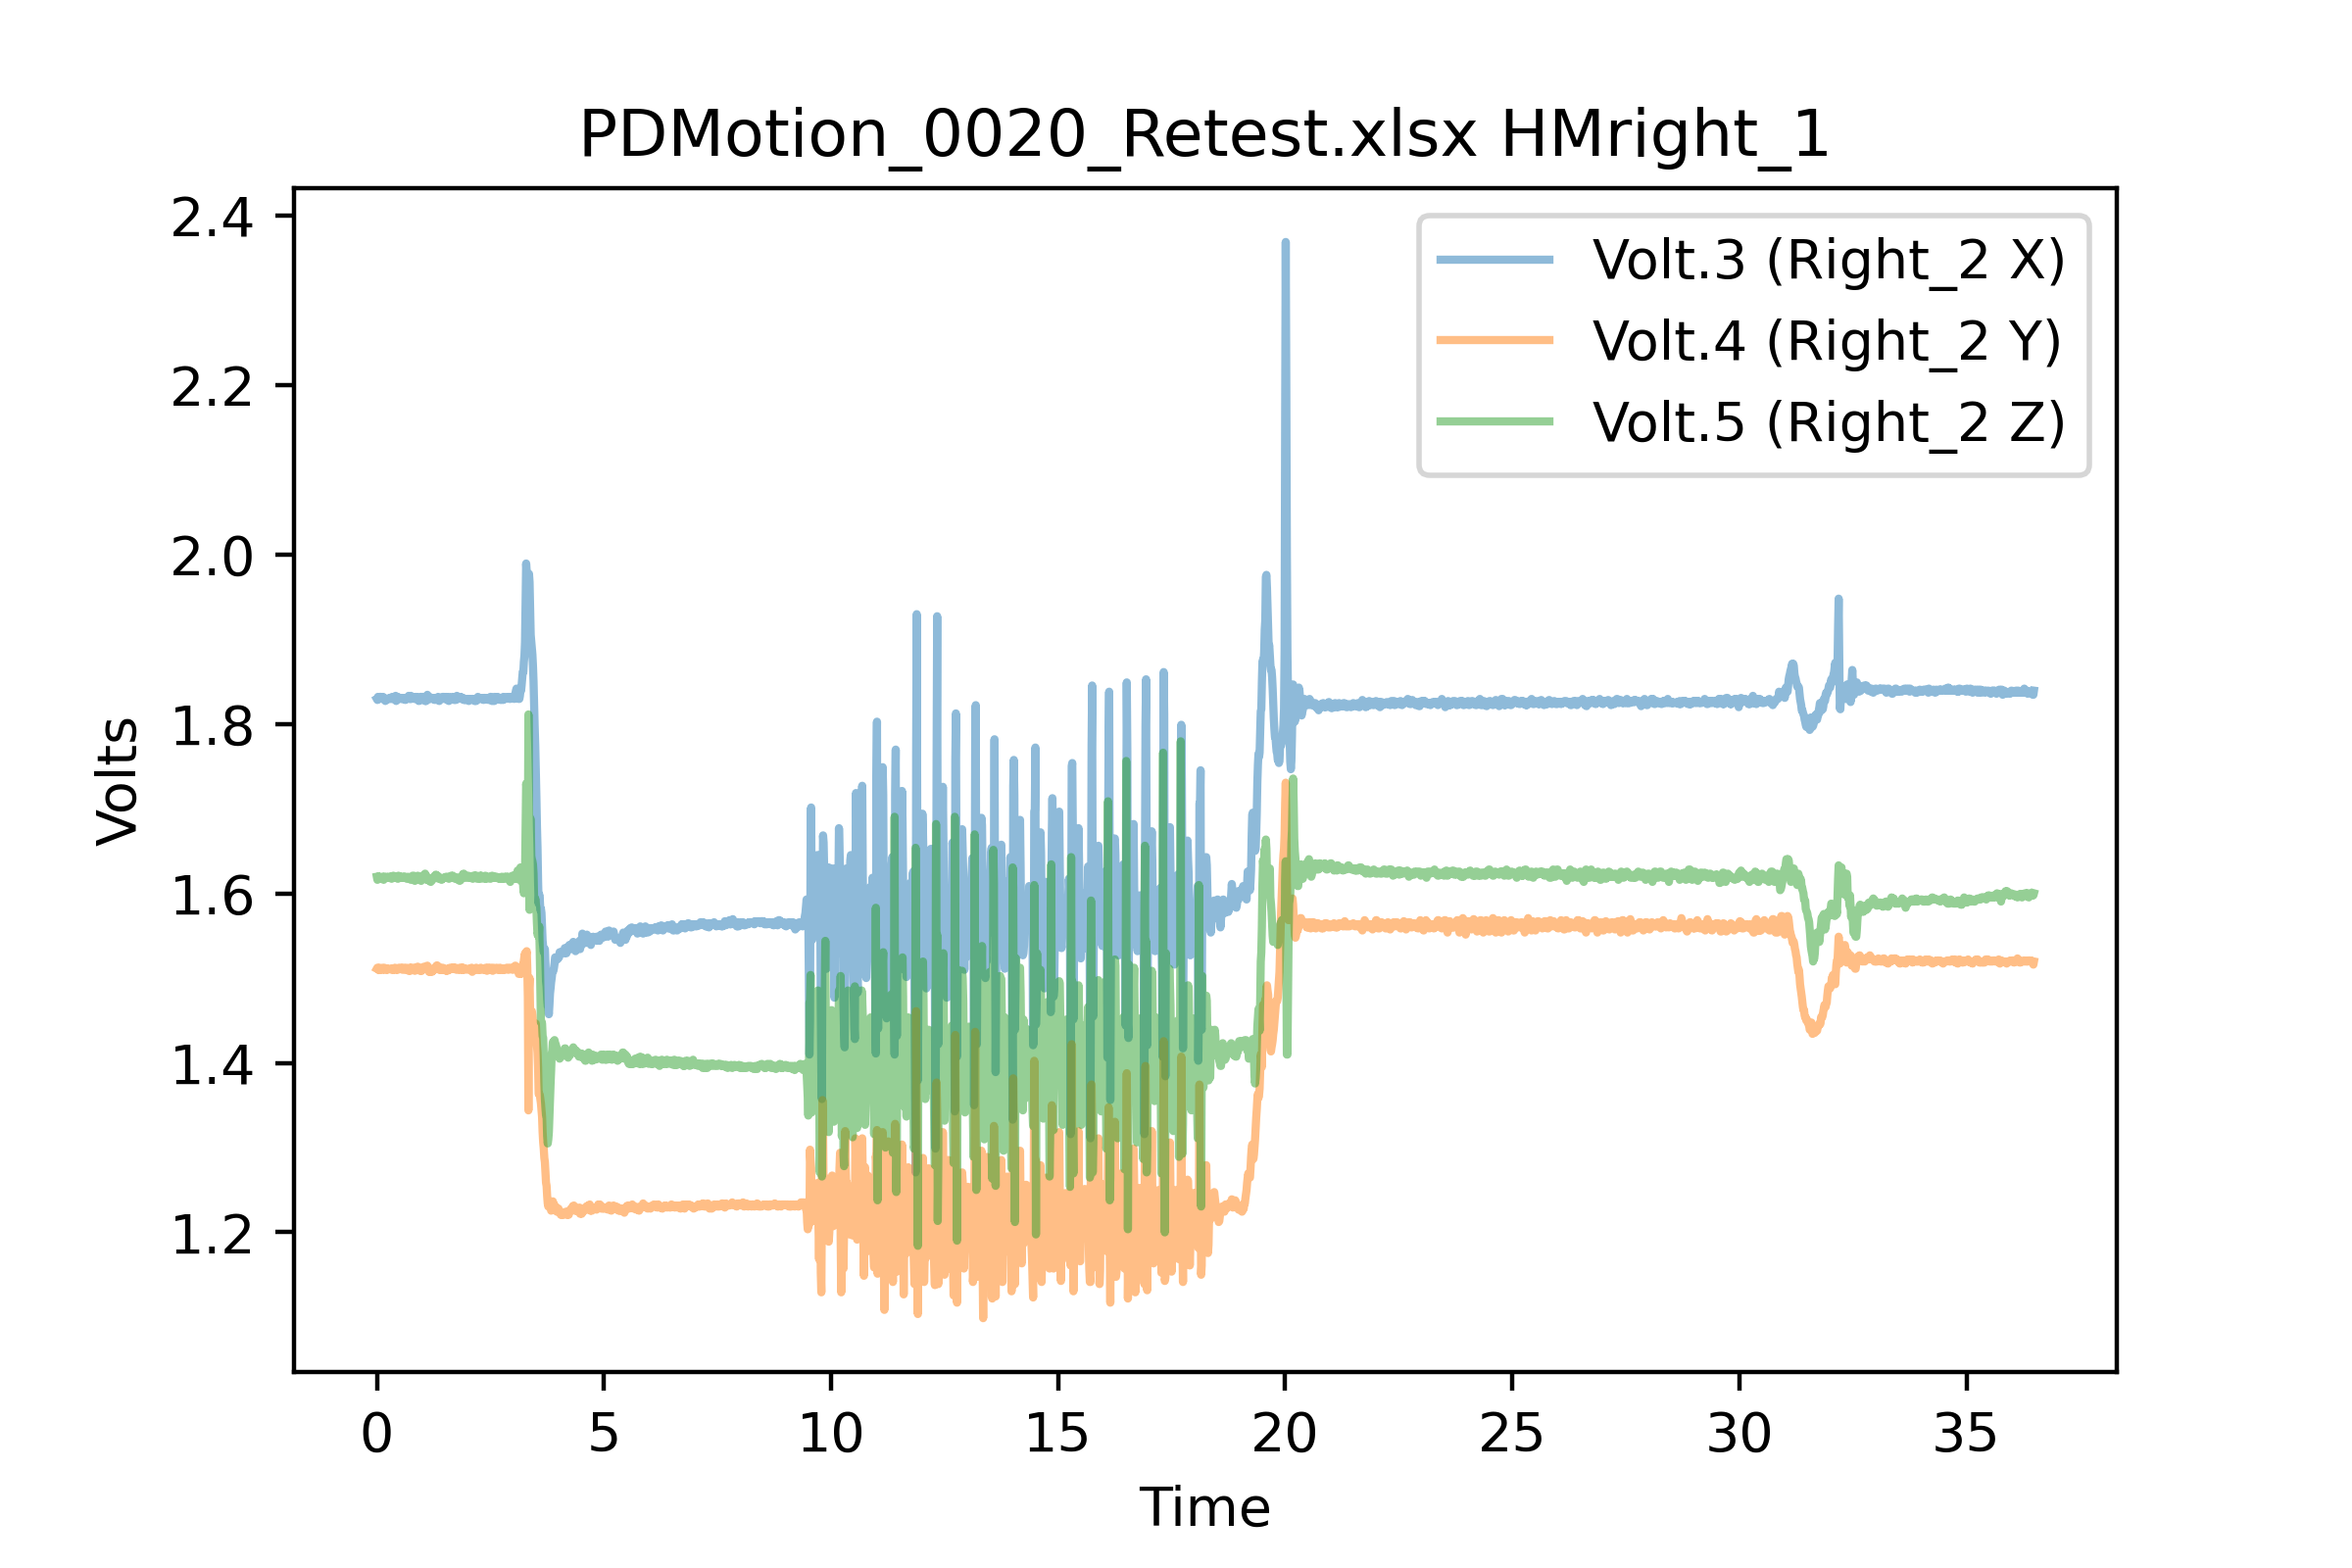 PDMotion_0020_Retest.xlsx HMright_1
2.4
2.2
2.0
1.8
1.6
1.4
1.2
Volts
Volt.3 (Right_2 X)
Volt.4 (Right_2 Y)
Volt.5 (Right_2 Z)
0 5 10 15 20 25 30 35
Time